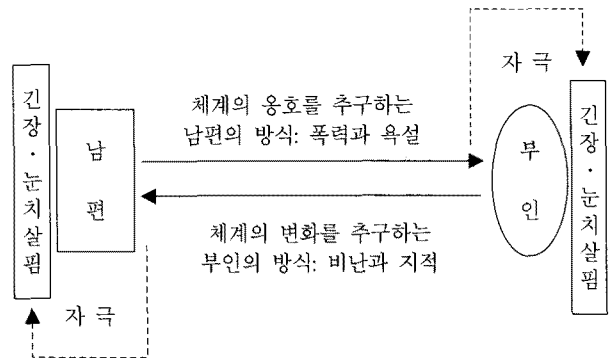 자 극
체계의 옹호를 추구하는
남편의 방식: 폭력과 욕설
긴장·눈치살핌
남편
부인
긴장·눈치살핌
체계의 변화를 추구하는
부인의 방식: 비난과 지적
자 극